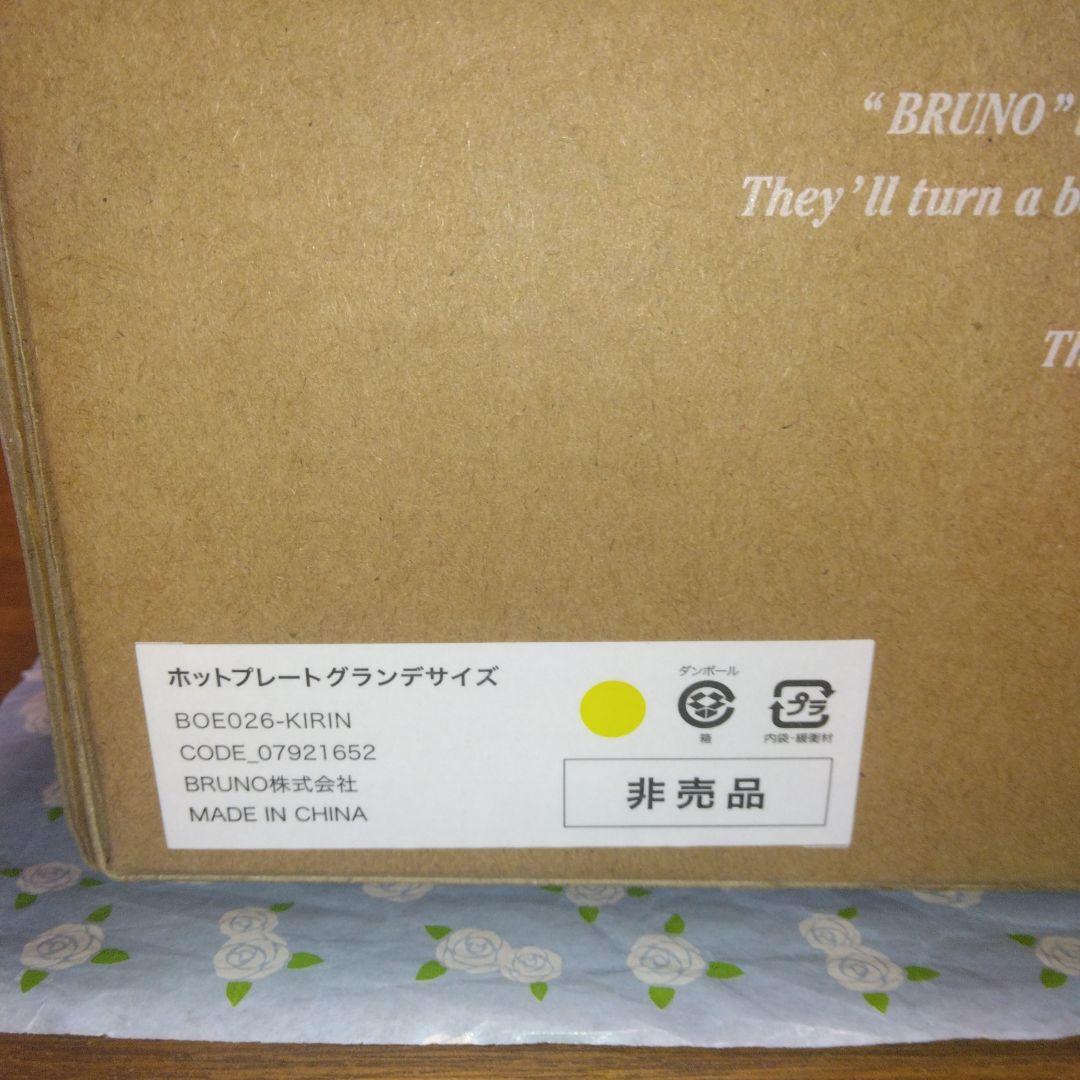 “BRUNO”
They’ll turn a
ホットプレートグランデサイズ
BOE026-KIRIN
CODE_07921652
BRUNO株式会社
MADE IN CHINA
ダンボール
箱
プラ
内袋・緩衝材
非売品